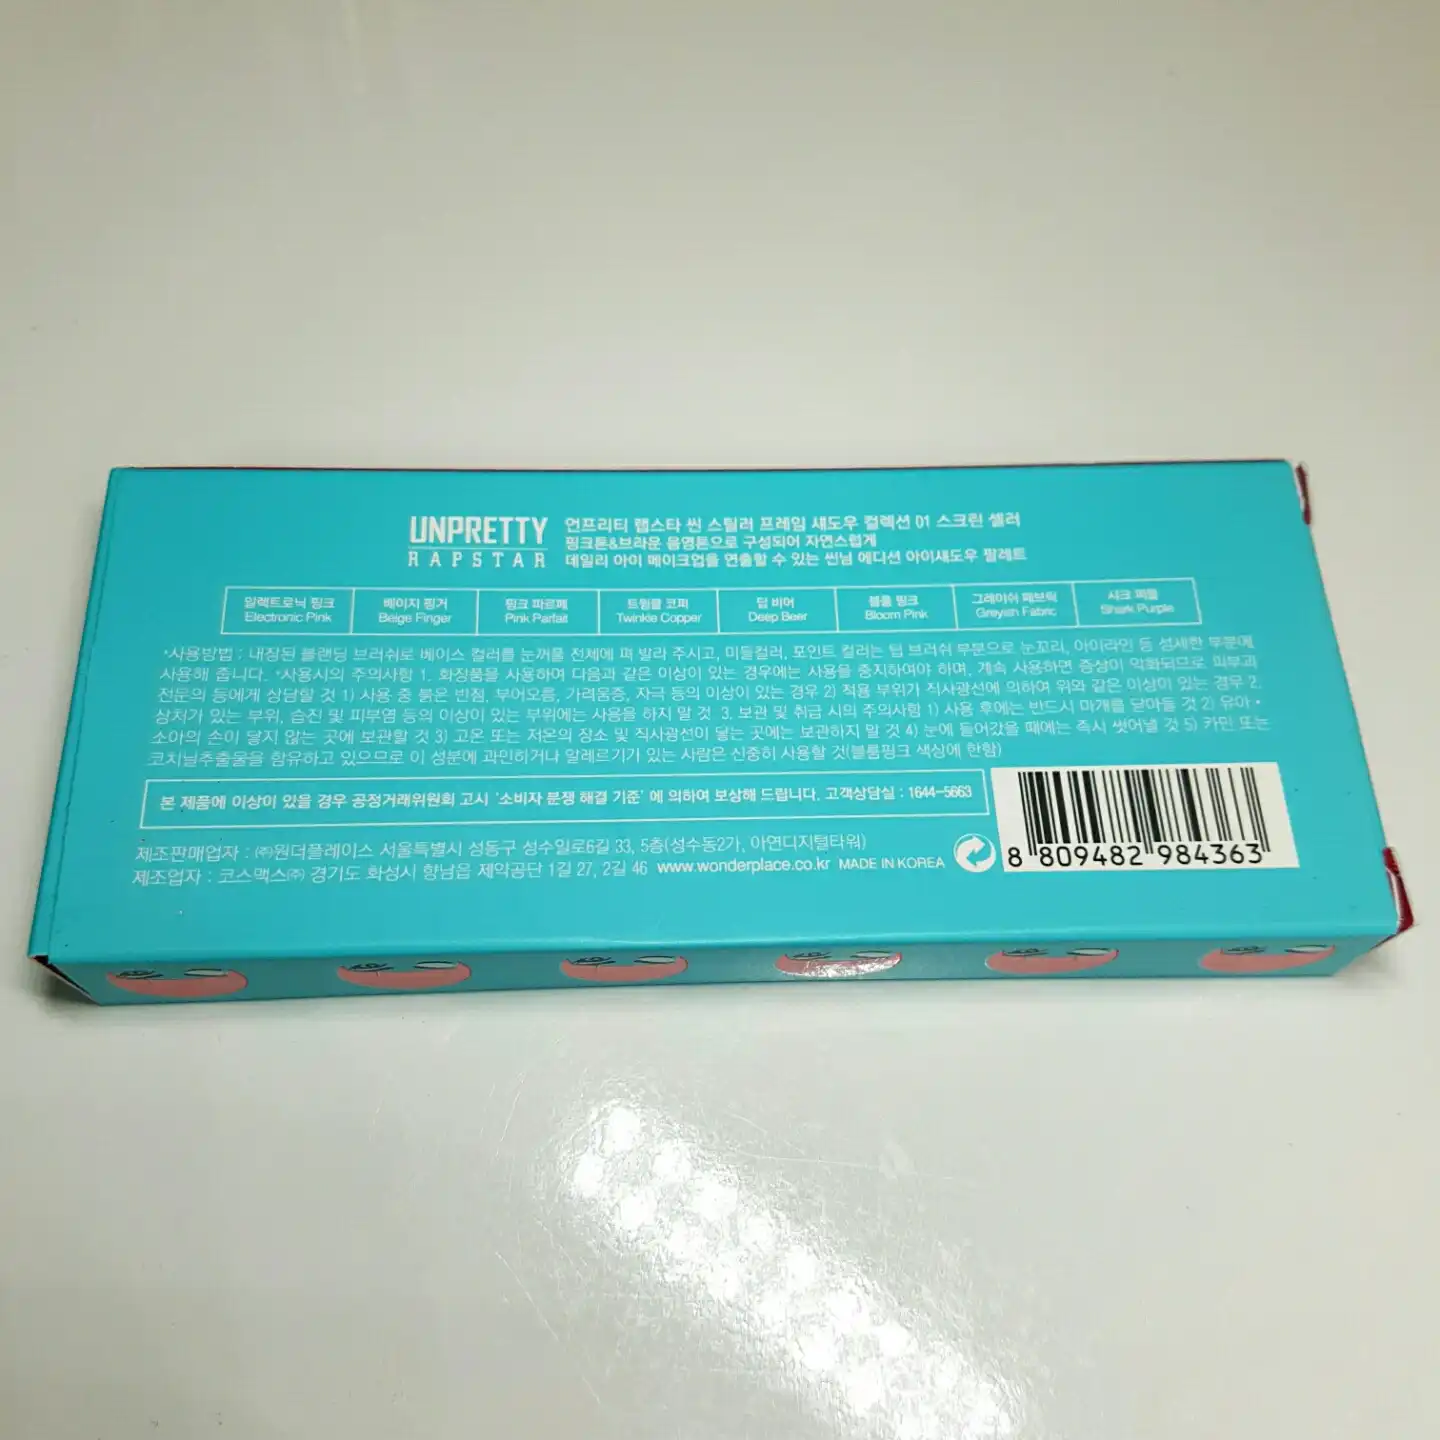 UNPRETTY
RAPSTAR
언프리티 랩스타 씬 스틸러 프레임 섀도우 컬렉션 01 스크린 셀러
핑크톤&브라운 음영톤으로 구성되어 자연스럽게
데일리 아이 메이크업을 연출할 수 있는 씬님 에디션 아이섀도우 팔레트
일렉트로닉 핑크 베이지 핑거 핑크 파르페 트윙클 코퍼 딥 비어 블룸 핑크 그레이쉬 패브릭 샤크 퍼플
Electronic Pink Beige Finger Pink Parfait Twinkle Copper Deep Beer Bloom Pink Greyish Fabric Shark Purple
*사용방법 : 내장된 블랜딩 브러쉬로 베이스 컬러를 눈꺼풀 전체에 펴 발라 주시고, 미들컬러, 포인트 컬러는 팁 브러쉬 부분으로 눈꼬리, 아이라인 등 섬세한 부분에
사용해 줍니다. *사용시의 주의사항 1. 화장품을 사용하여 다음과 같은 이상이 있는 경우에는 사용을 중지하여야 하며, 계속 사용하면 증상이 악화되므로 피부과
전문의 등에게 상담할 것 1) 사용 중 붉은 반점, 부어오름, 가려움증, 자극 등의 이상이 있는 경우 2) 적용 부위가 직사광선에 의하여 위와 같은 이상이 있는 경우 2.
상처가 있는 부위, 습진 및 피부염 등의 이상이 있는 부위에는 사용을 하지 말 것 3. 보관 및 취급 시의 주의사항 1) 사용 후에는 반드시 마개를 닫아둘 것 2) 유아•
소아의 손이 닿지 않는 곳에 보관할 것 3) 고온 또는 저온의 장소 및 직사광선이 닿는 곳에는 보관하지 말 것 4) 눈에 들어갔을 때에는 즉시 씻어낼 것 5) 카민 또는
코치닐추출물을 함유하고 있으므로 이 성분에 과민하거나 알레르기가 있는 사람은 신중히 사용할 것(블룸핑크 색상에 한함)
본 제품에 이상이 있을 경우 공정거래위원회 고시 '소비자 분쟁 해결 기준' 에 의하여 보상해 드립니다. 고객상담실 : 1644-5663
제조판매업자 : ㈜원더플레이스 서울특별시 성동구 성수일로6길 33, 5층(성수동2가, 아연디지털타워)
제조업자 : 코스맥스㈜ 경기도 화성시 향남읍 제약공단 1길 27, 2길 46 www.wonderplace.co.kr MADE IN KOREA
8 809482 984363